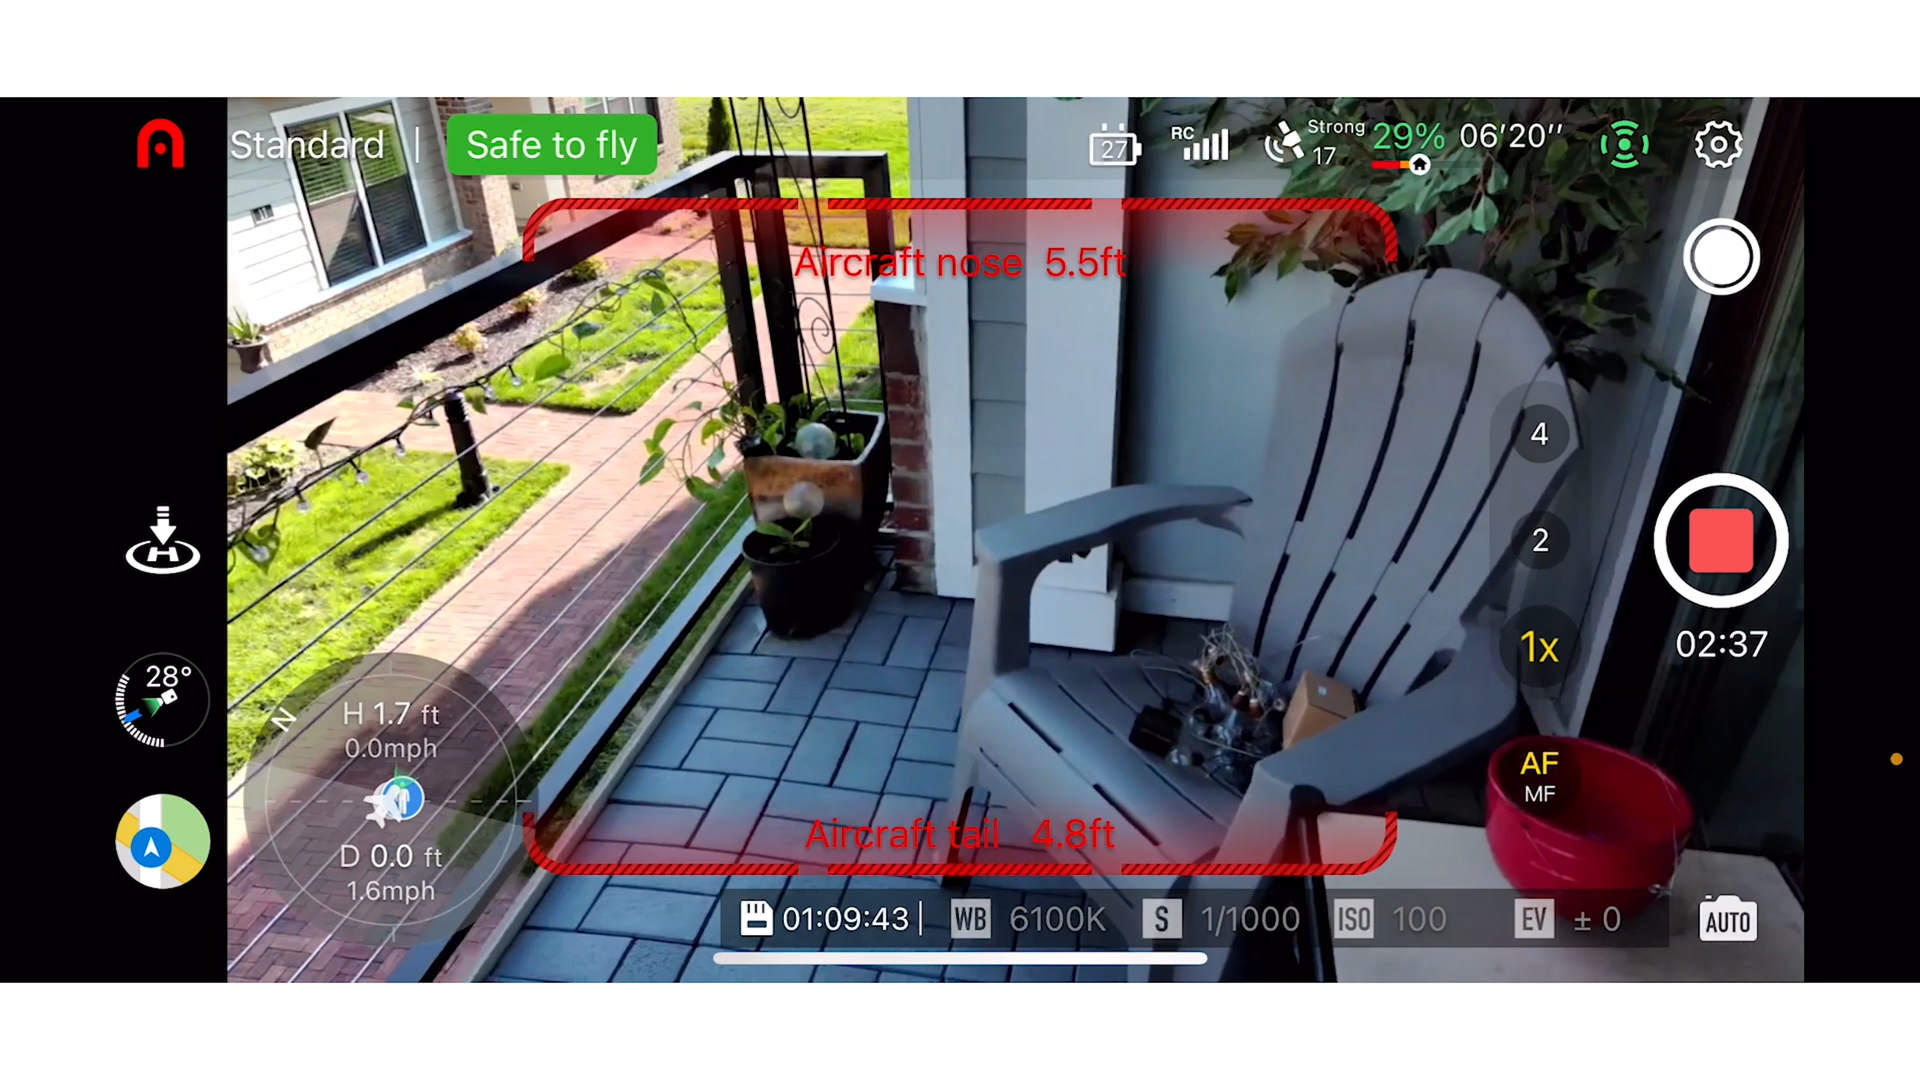 Standard | Safe to fly
27
RC
Strong
17
29%
06'20''
Aircraft nose 5.5ft
4
2
1x
02:37
28°
N
H 1.7 ft
0.0mph
D 0.0 ft
1.6mph
AF
MF
Aircraft tail 4.8ft
01:09:43 | WB 6100K S 1/1000 ISO 100 EV ± 0
AUTO
H